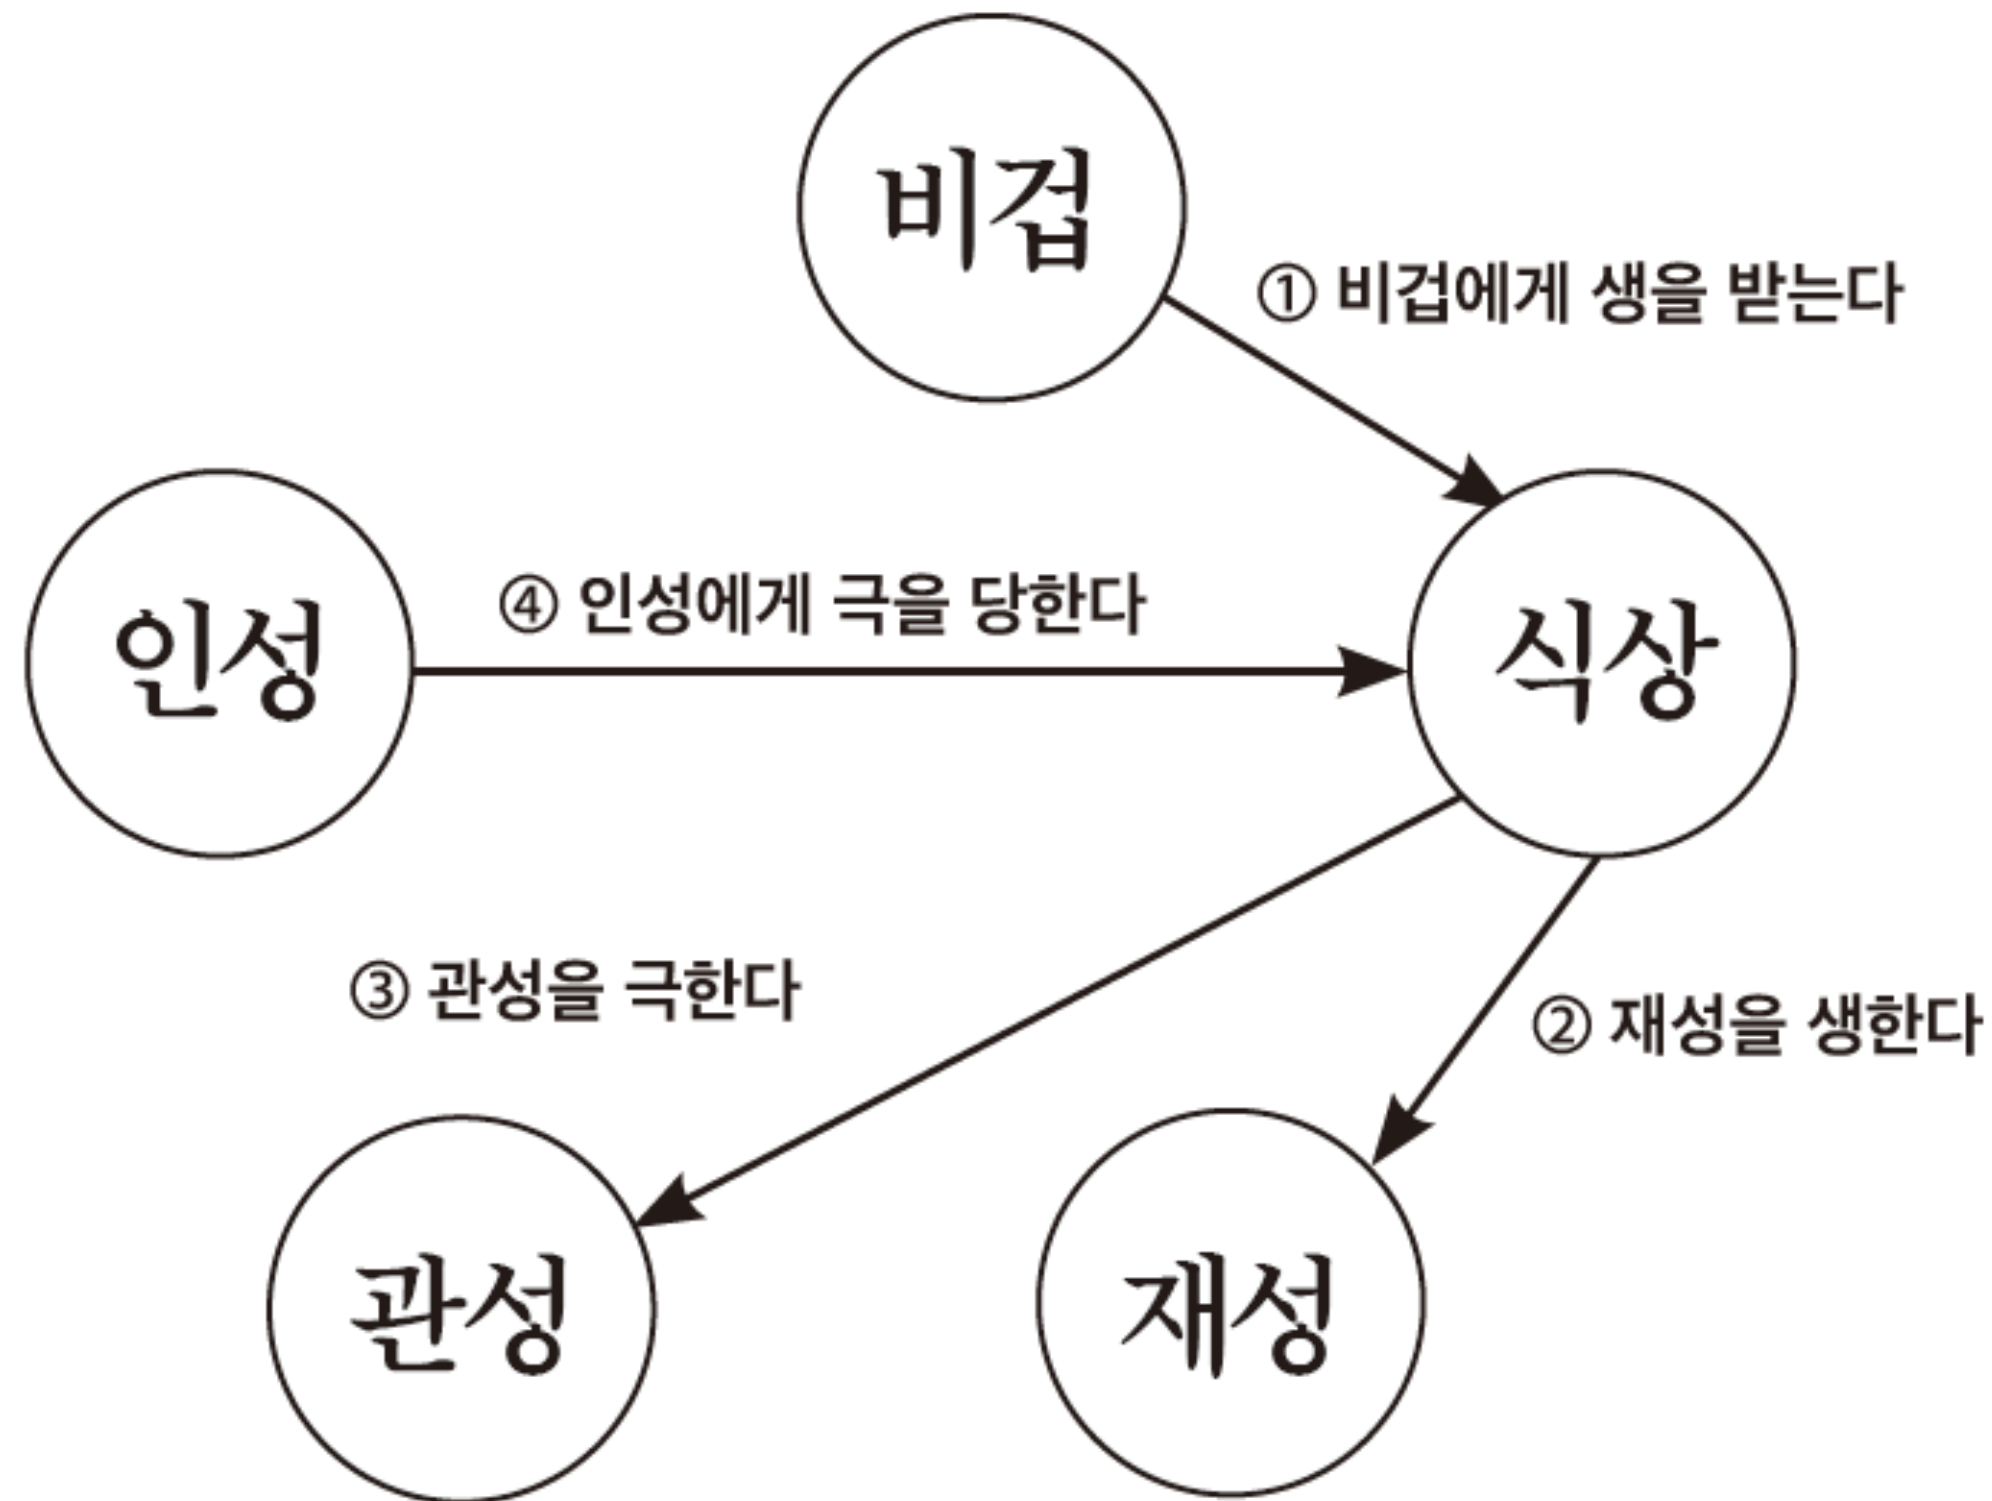 비겁
① 비겁에게 생을 받는다
④ 인성에게 극을 당한다
인성
식상
③ 관성을 극한다
② 재성을 생한다
관성
재성